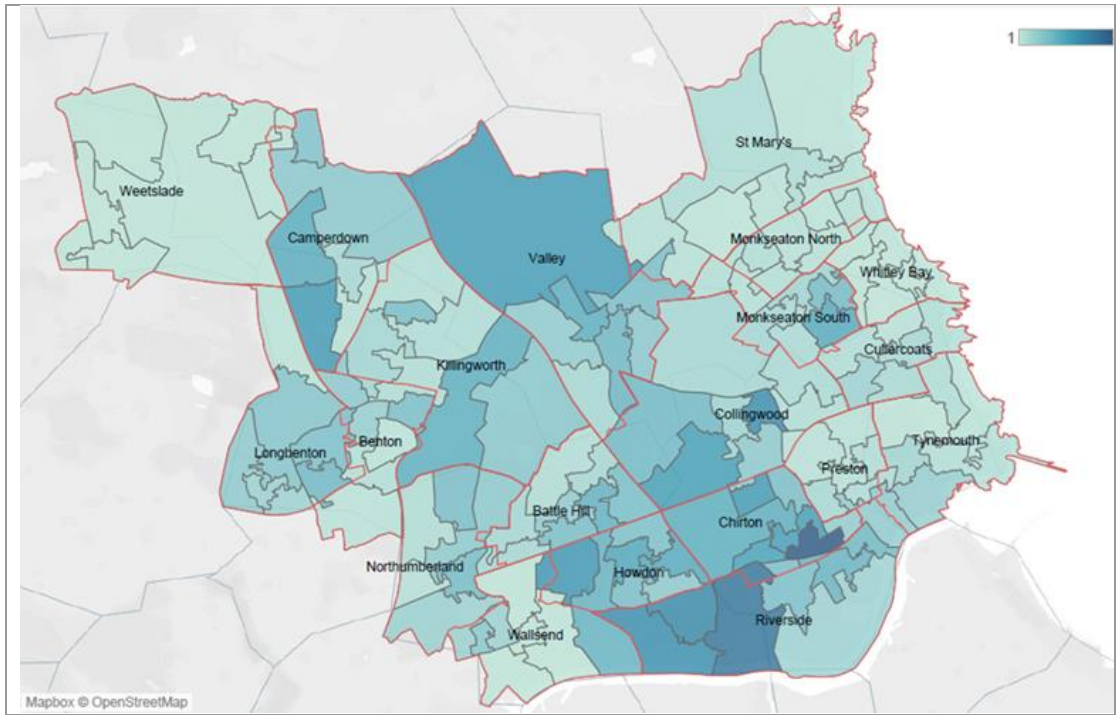 1
St Mary's
Weetslade
Camperdown
Monkseaton North
Valley
Whitley Bay
Monkseaton South
Cullercoats
Killingworth
Collingwood
Benton
Tynemouth
Longbenton
Preston
Battle Hill
Chirton
Northumberland
Howdon
Riverside
Wallsend
Mapbox © OpenStreetMap